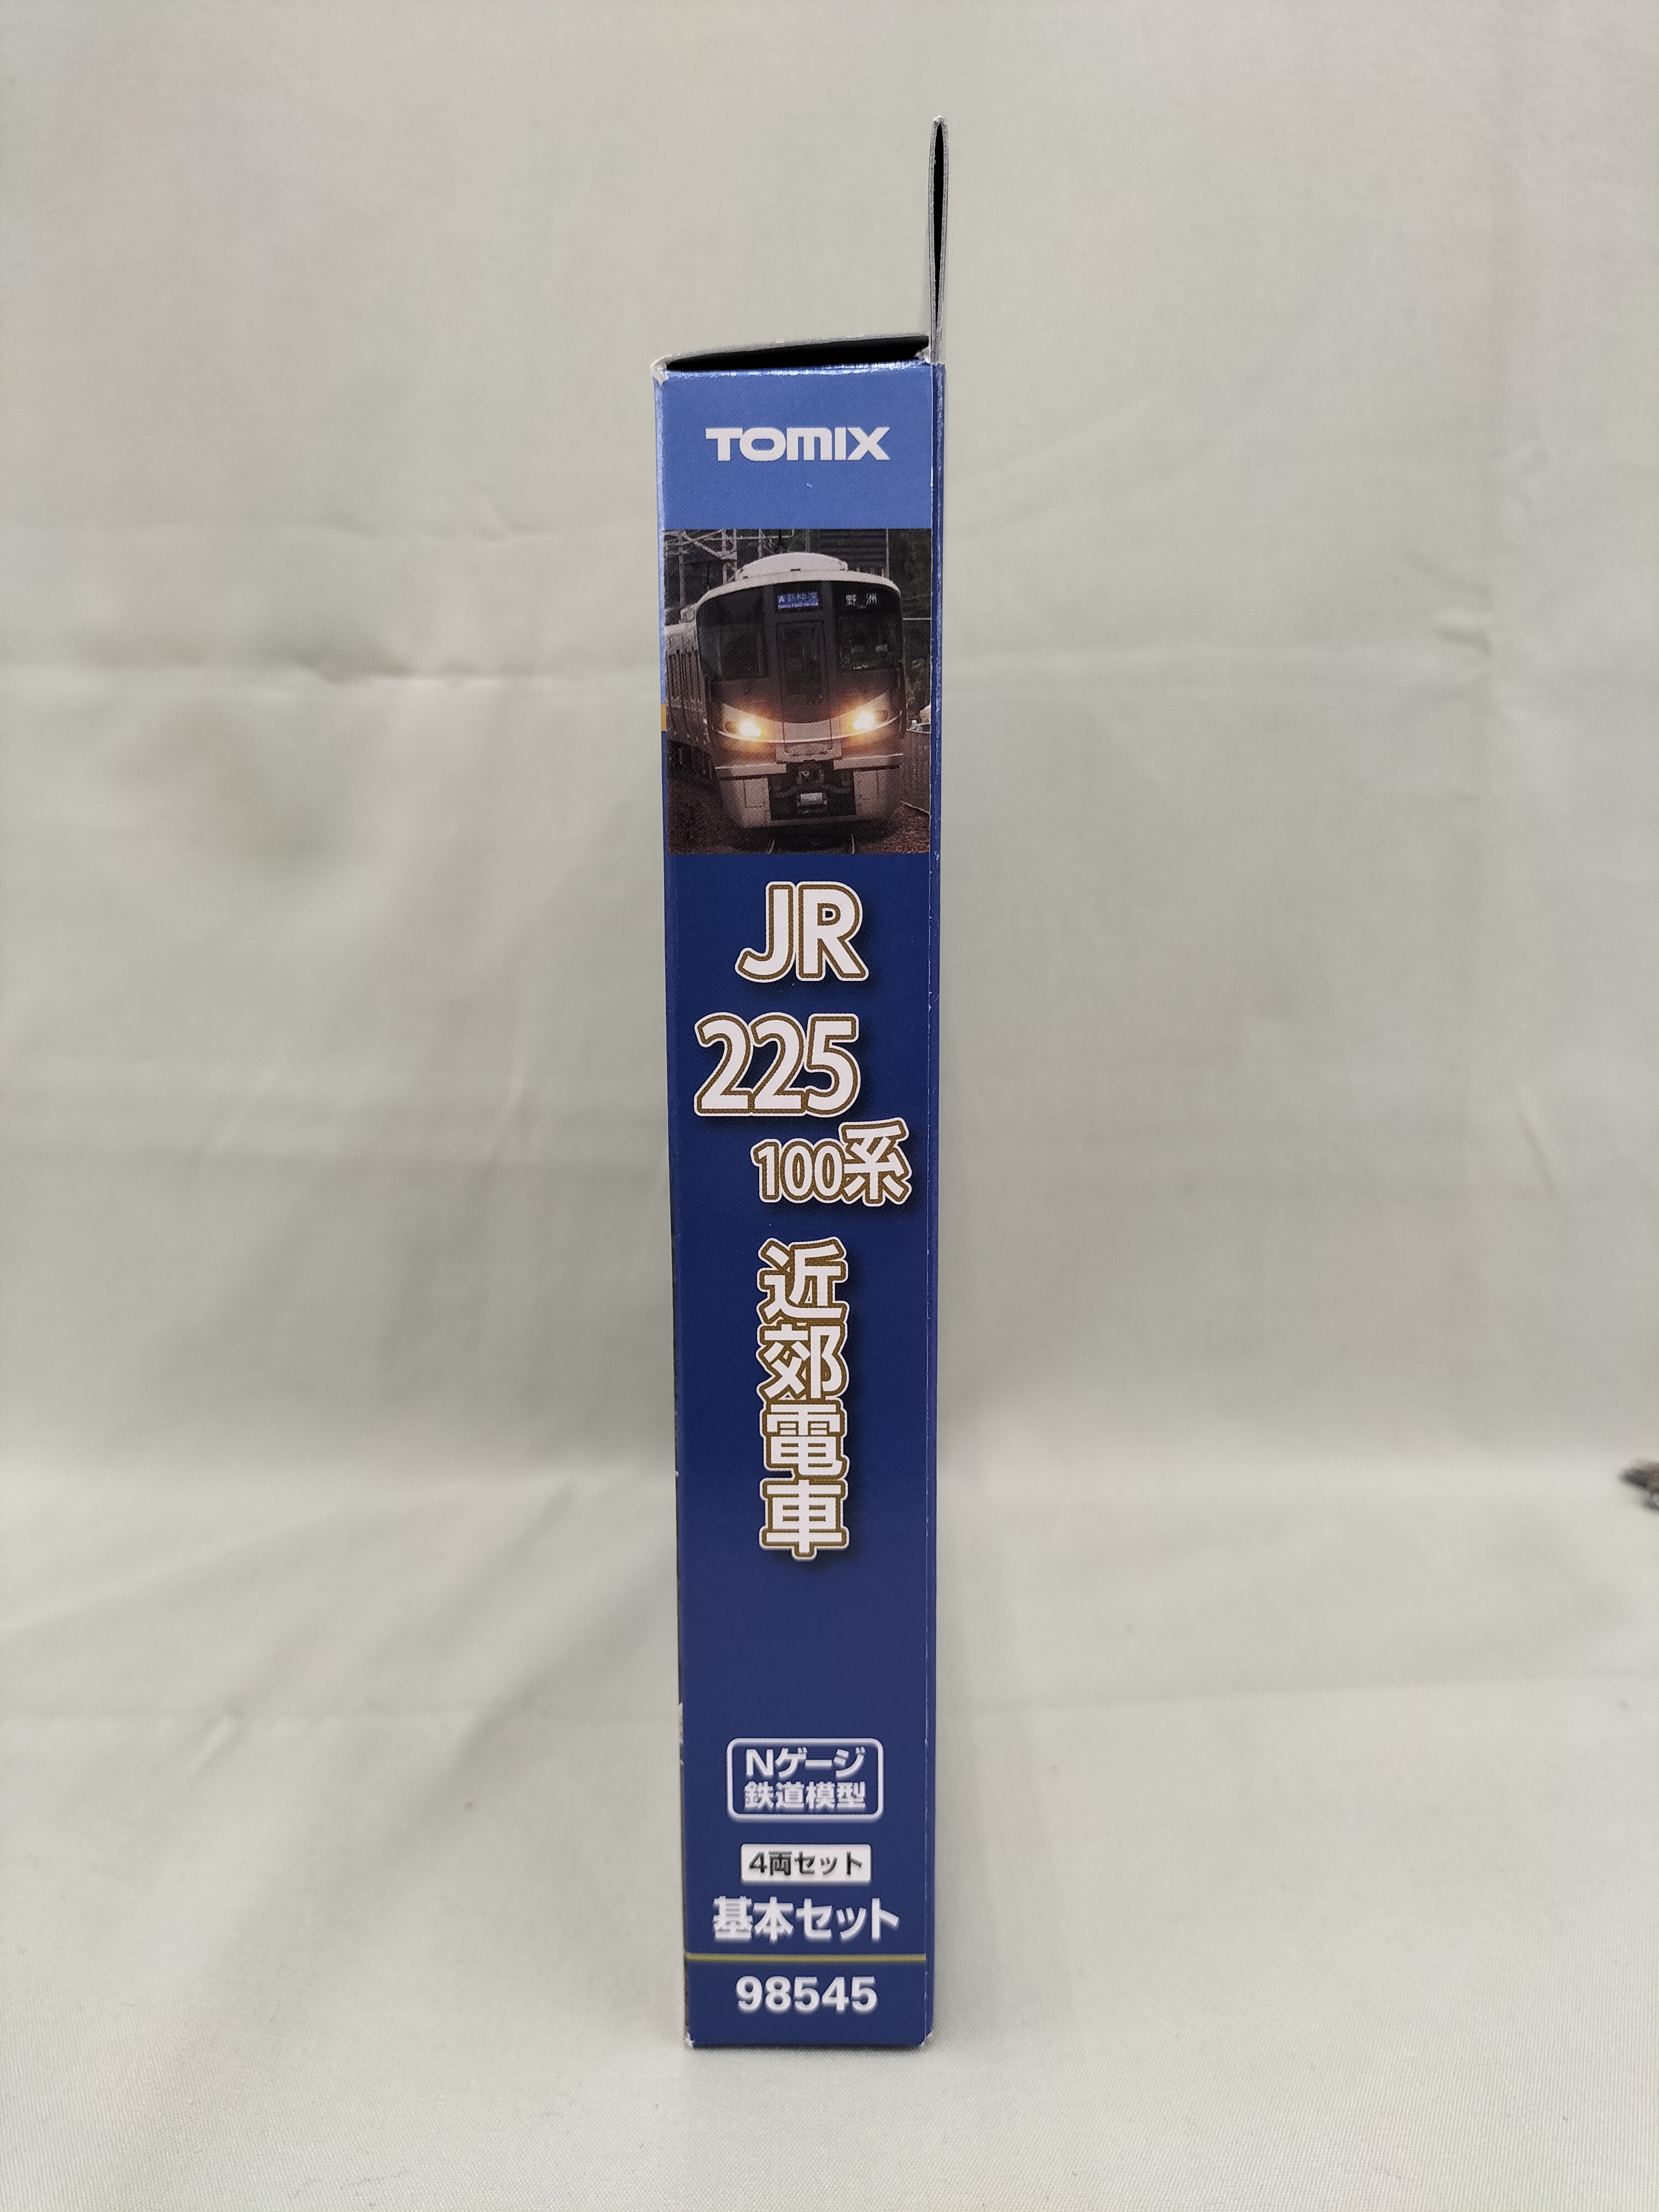 TOMIX
A新快速
野洲
JR
225
100系
近郊電車
Nゲージ
鉄道模型
4両セット
基本セット
98545